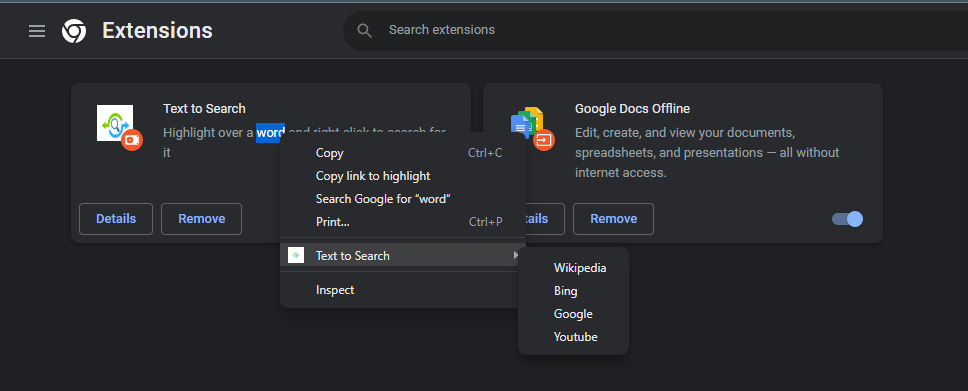 Extensions
Search extensions
Text to Search
Highlight over a word and right click to search for
it
Details
Remove
Google Docs Offline
Edit, create, and view your documents,
spreadsheets, and presentations — all without
internet access.
Remove
Copy Ctrl+C
Copy link to highlight
Search Google for “word”
Print... Ctrl+P
Text to Search
Inspect
Wikipedia
Bing
Google
Youtube